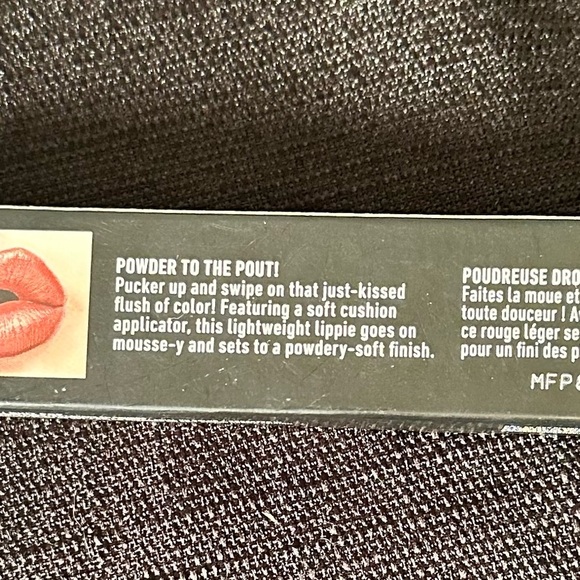 POWDER TO THE POUT!
Pucker up and swipe on that just-kissed
flush of color! Featuring a soft cushion
applicator, this lightweight lippie goes on
mousse-y and sets to a powdery-soft finish.
POUDREUSE
Faites la moue et
toute douceur !
ce rouge léger
pour un fini des